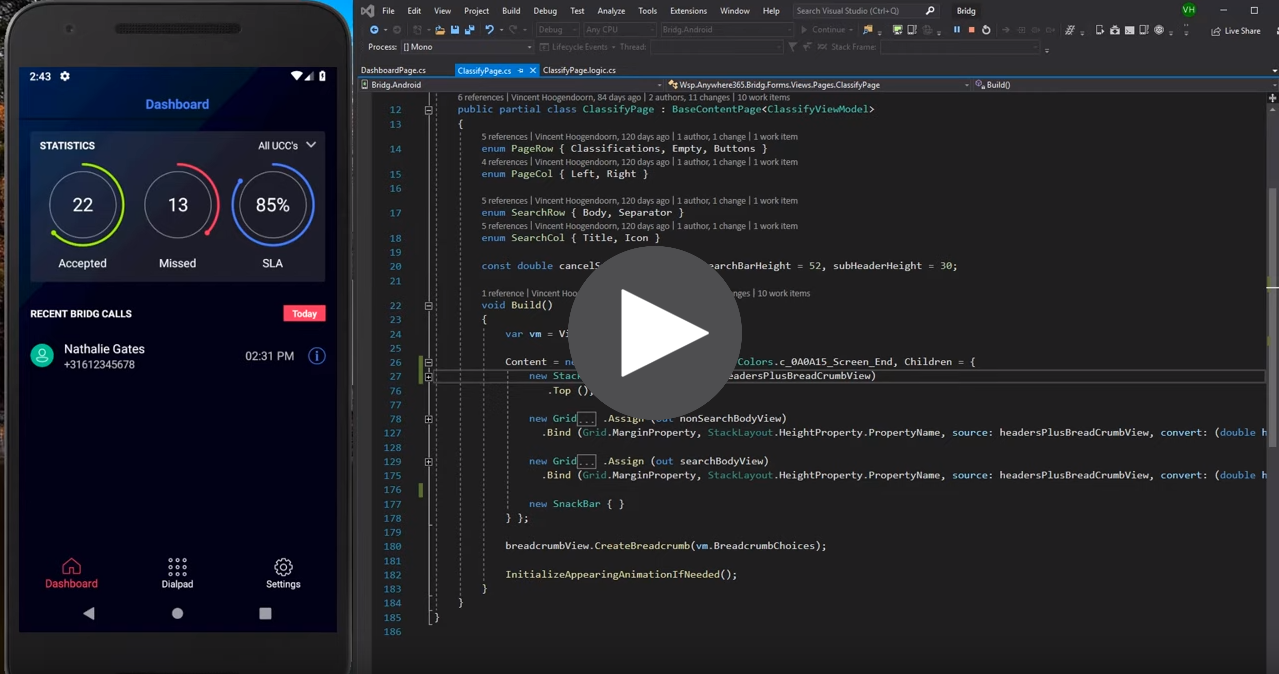 2:43
Dashboard
STATISTICS
All UCC's
22
13
85%
Accepted
Missed
SLA
RECENT BRIDG CALLS
Today
Nathalie Gates
+31612345678
02:31 PM
Dashboard
Dialpad
Settings
File Edit View Project Build Debug Test Analyze Tools Extensions Window Help Search Visual Studio (Ctrl+Q) Bridg VH
Debug Any CPU Bridg.Android Continue Live Share
Process: [] Mono Lifecycle Events Thread: Stack Frame:
DashboardPage.cs ClassifyPage.cs ClassifyPage.logic.cs
Bridg.Android Wsp.Anywhere365.Bridg.Forms.Views.Pages.ClassifyPage Build()
6 references | Vincent Hoogendoorn, 84 days ago | 2 authors, 11 changes | 10 work items
12 public partial class ClassifyPage : BaseContentPage<ClassifyViewModel>
13 {
5 references | Vincent Hoogendoorn, 120 days ago | 1 author, 1 change | 1 work item
14 enum PageRow { Classifications, Empty, Buttons }
4 references | Vincent Hoogendoorn, 120 days ago | 1 author, 1 change | 1 work item
15 enum PageCol { Left, Right }
16
5 references | Vincent Hoogendoorn, 120 days ago | 1 author, 1 change | 1 work item
17 enum SearchRow { Body, Separator }
5 references | Vincent Hoogendoorn, 120 days ago | 1 author, 1 change | 1 work item
18 enum SearchCol { Title, Icon }
19
20 const double archBarHeight = 52, subHeaderHeight = 30;
21
1 reference | Vincent | 10 work items
22 void Build()
23 {
24 var vm =
25
26 Content = Colors.c_0A0A15_Screen_End, Children = {
27 new eadersPlusBreadCrumbView)
76 .Top (),
77
78 new Grid... .Assign (out nonSearchBodyView)
127 .Bind (Grid.MarginProperty, StackLayout.HeightProperty.PropertyName, source: headersPlusBreadCrumbView, convert: (double h
128
129 new Grid... .Assign (out searchBodyView)
175 .Bind (Grid.MarginProperty, StackLayout.HeightProperty.PropertyName, source: headersPlusBreadCrumbView, convert: (double h
176
177 new SnackBar { }
178 } };
179
180 breadcrumbView.CreateBreadcrumb(vm.BreadcrumbChoices);
181
182 InitializeAppearingAnimationIfNeeded();
183 }
184 }
185 }
186